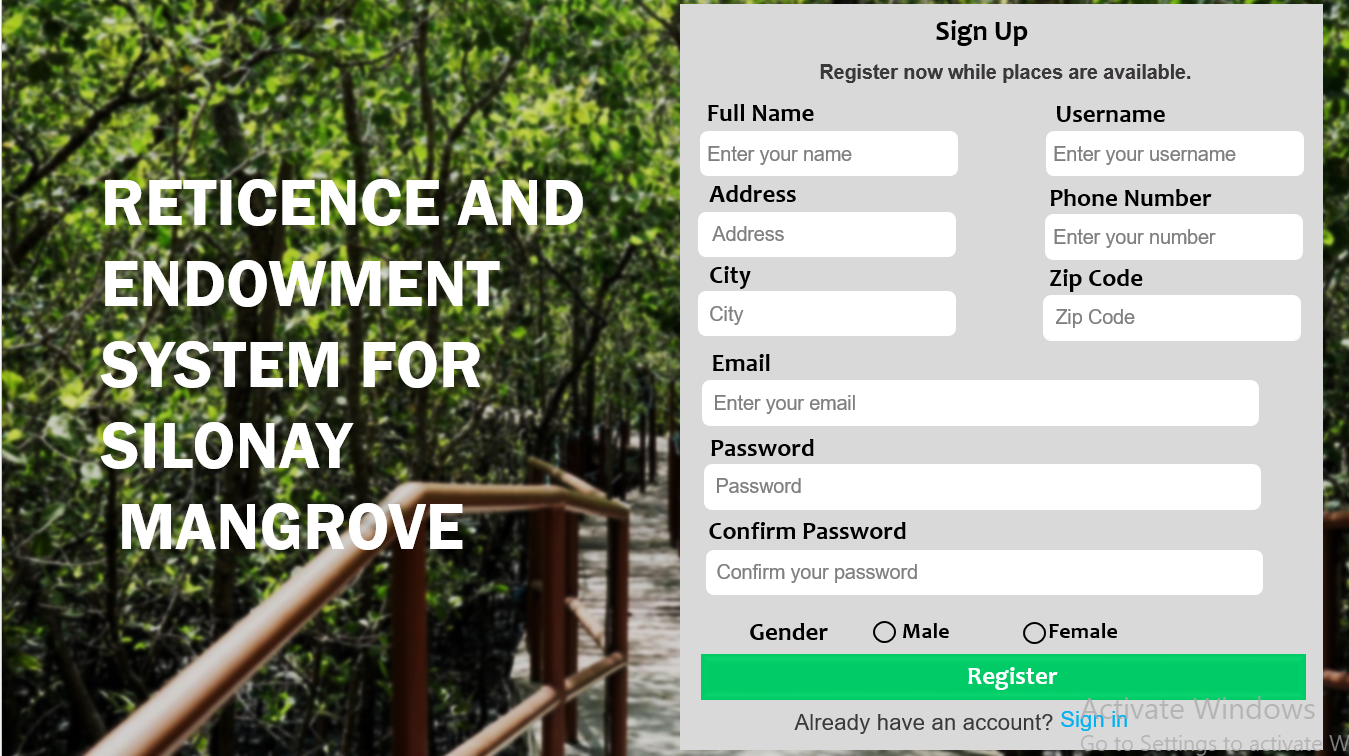 RETICENCE AND
ENDOWMENT
SYSTEM FOR
SILONAY
MANGROVE
Sign Up
Register now while places are available.
Full Name
Username
Enter your name
Enter your username
Address
Phone Number
Address
Enter your number
City
Zip Code
City
Zip Code
Email
Enter your email
Password
Password
Confirm Password
Confirm your password
Gender Male Female
Register
Already have an account? Sign in
Activate Windows
Go to Settings to activate W